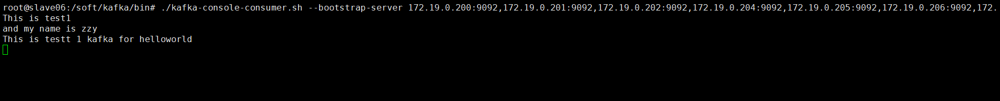 root@slave06:/soft/kafka/bin# ./kafka-console-consumer.sh --bootstrap-server 172.19.0.200:9092,172.19.0.201:9092,172.19.0.202:9092,172.19.0.204:9092,172.19.0.205:9092,172.19.0.206:9092,172.
This is test1
and my name is zzy
This is testt 1 kafka for helloworld